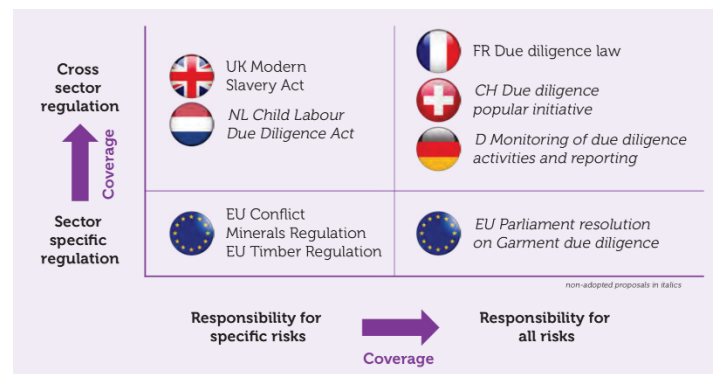 Cross
sector
regulation
Coverage
Sector
specific
regulation
UK Modern
Slavery Act
NL Child Labour
Due Diligence Act
FR Due diligence law
CH Due diligence
popular initiative
D Monitoring of due diligence
activities and reporting
EU Conflict
Minerals Regulation
EU Timber Regulation
EU Parliament resolution
on Garment due diligence
non-adopted proposals in italics
Responsibility for
specific risks
Coverage
Responsibility for
all risks